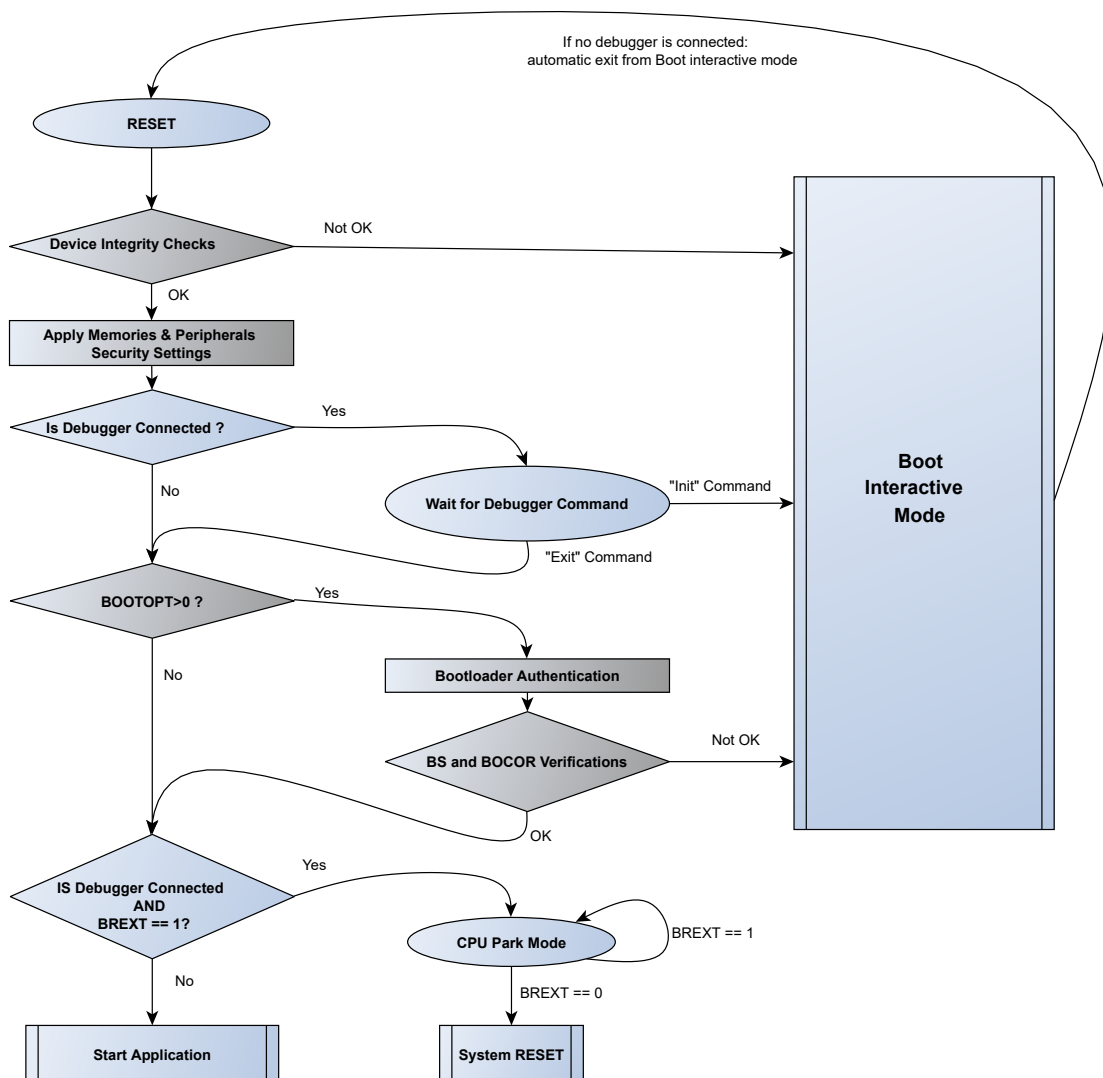 If no debugger is connected:
automatic exit from Boot interactive mode
RESET
Device Integrity Checks
Not OK
OK
Apply Memories & Peripherals
Security Settings
Is Debugger Connected ?
Yes
No
Wait for Debugger Command
"Init" Command
"Exit" Command
Boot
Interactive
Mode
BOOTOPT>0 ?
Yes
No
Bootloader Authentication
BS and BOCOR Verifications
Not OK
OK
IS Debugger Connected
AND
BREXT == 1?
Yes
No
CPU Park Mode
BREXT == 1
BREXT == 0
Start Application
System RESET